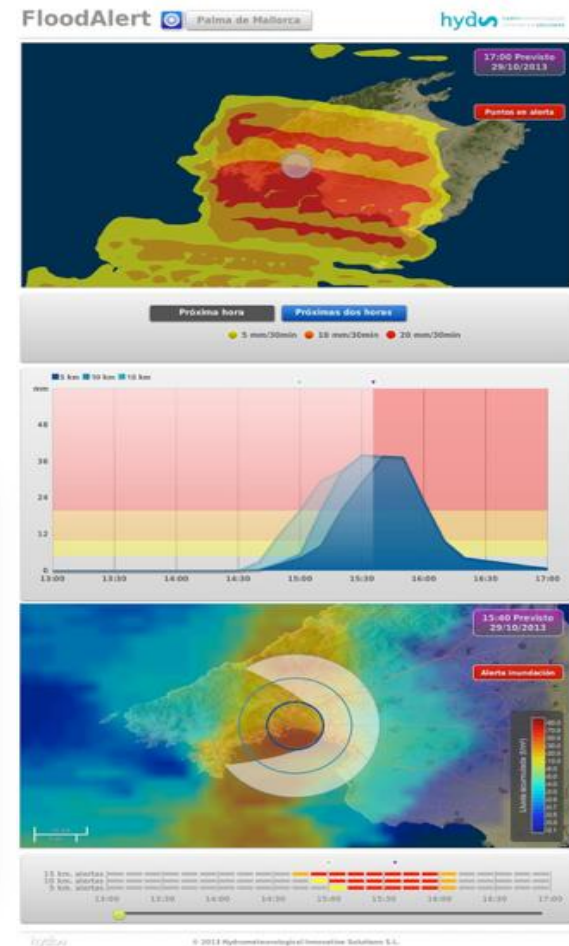 FloodAlert
Palma de Mallorca
hyds
17:00 Previsto
29/10/2013
Puntos en alerta
Próxima hora
Próximas dos horas
5 mm/30min
10 mm/30min
20 mm/30min
5 km 10 km 15 km
mm
48
36
24
12
0
13:00 13:30 14:00 14:30 15:00 15:30 16:00 16:30 17:00
15:40 Previsto
29/10/2013
Alerta inundación
Lluvia acumulada
15 km. alertas
10 km. alertas
5 km. alertas
13:00 13:30 14:00 14:30 15:00 15:30 16:00 16:30 17:00
© 2013 Hydrometeorological Innovative Solutions S.L.